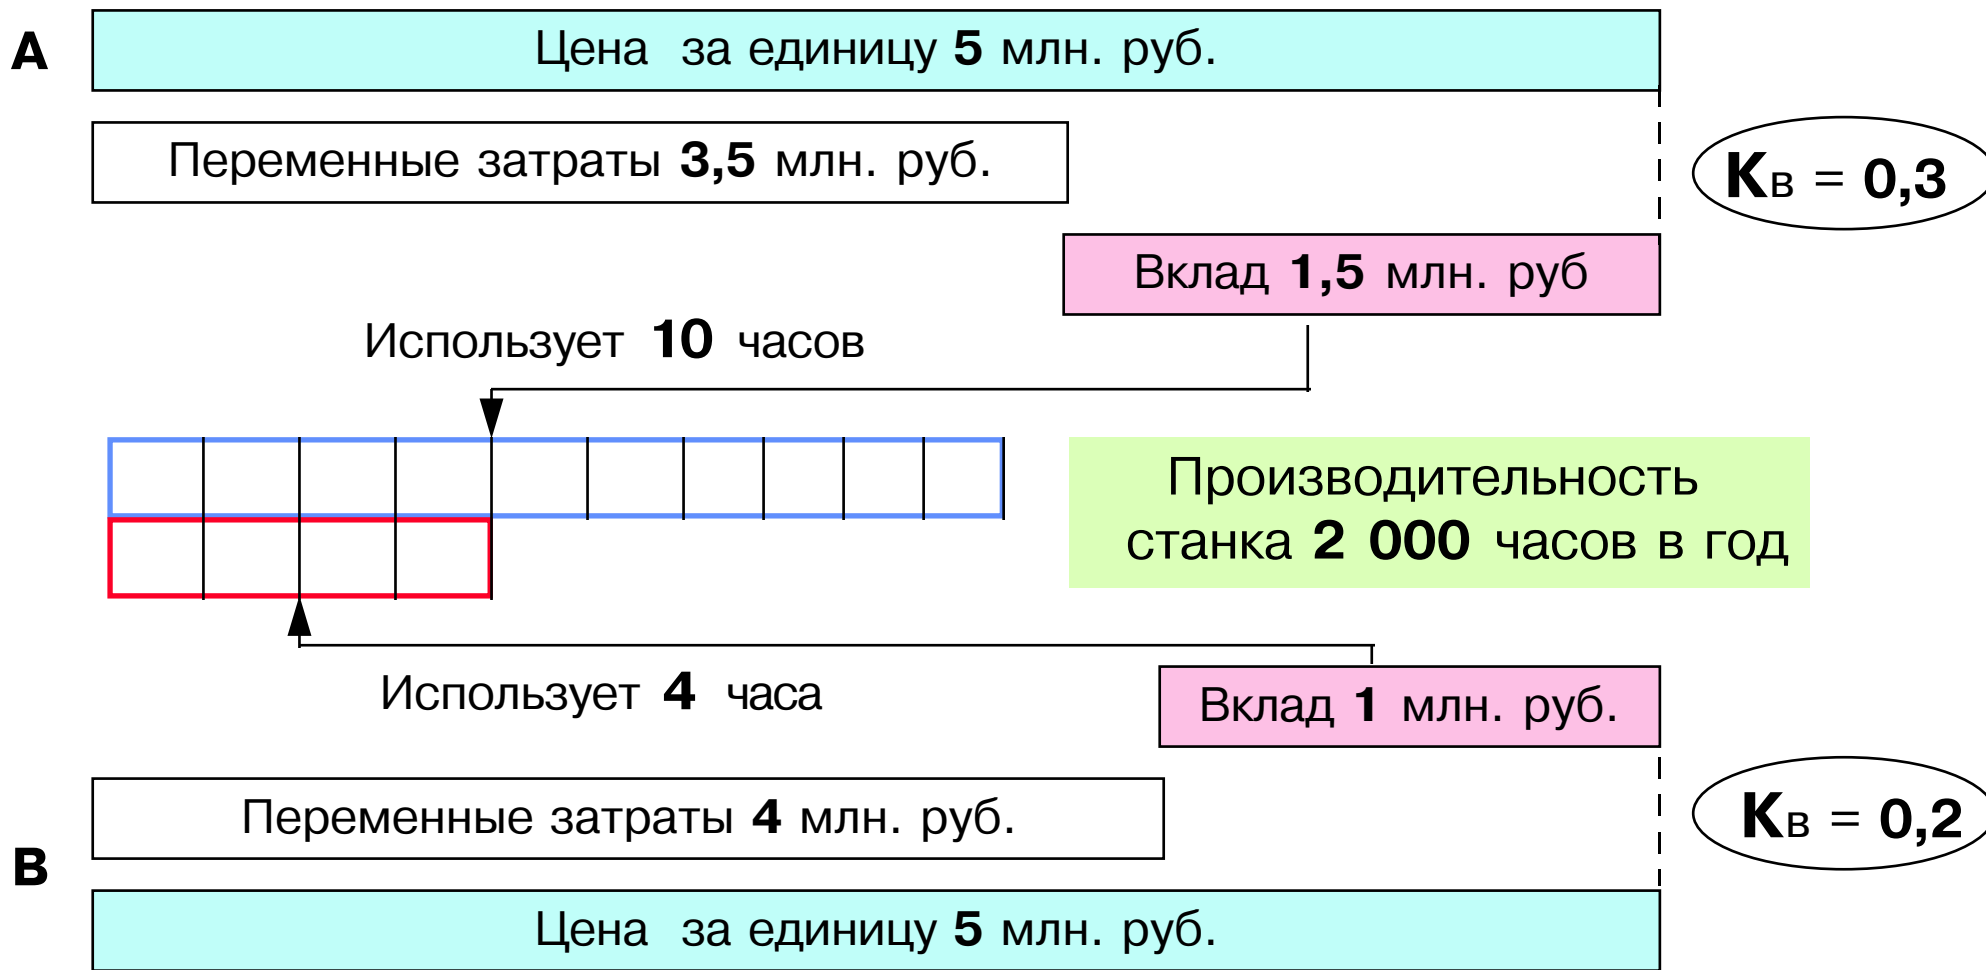 А
Цена за единицу 5 млн. руб.
Переменные затраты 3,5 млн. руб.
Кв = 0,3
Вклад 1,5 млн. руб
Использует 10 часов
Производительность
станка 2 000 часов в год
Использует 4 часа
Вклад 1 млн. руб.
Переменные затраты 4 млн. руб.
Кв = 0,2
В
Цена за единицу 5 млн. руб.